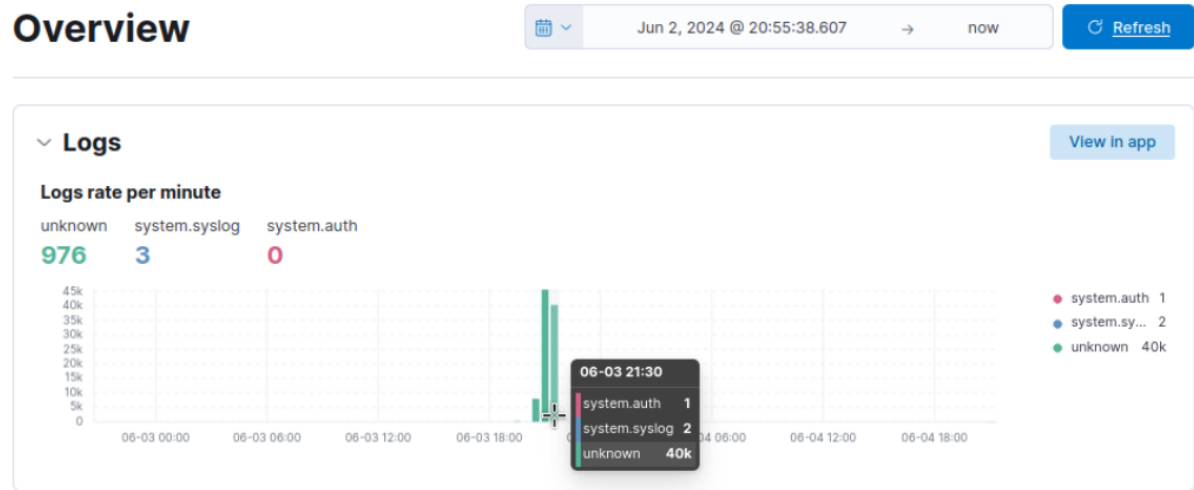 Overview
Jun 2, 2024 @ 20:55:38.607 → now
Refresh
Logs
View in app
Logs rate per minute
unknown system.syslog system.auth
976 3 0
45k
40k
35k
30k
25k
20k
15k
10k
5k
0
system.auth 1
system.sy... 2
unknown 40k
06-03 21:30
system.auth 1
system.syslog 2
unknown 40k
06-03 00:00 06-03 06:00 06-03 12:00 06-03 18:00 04 06:00 06-04 12:00 06-04 18:00